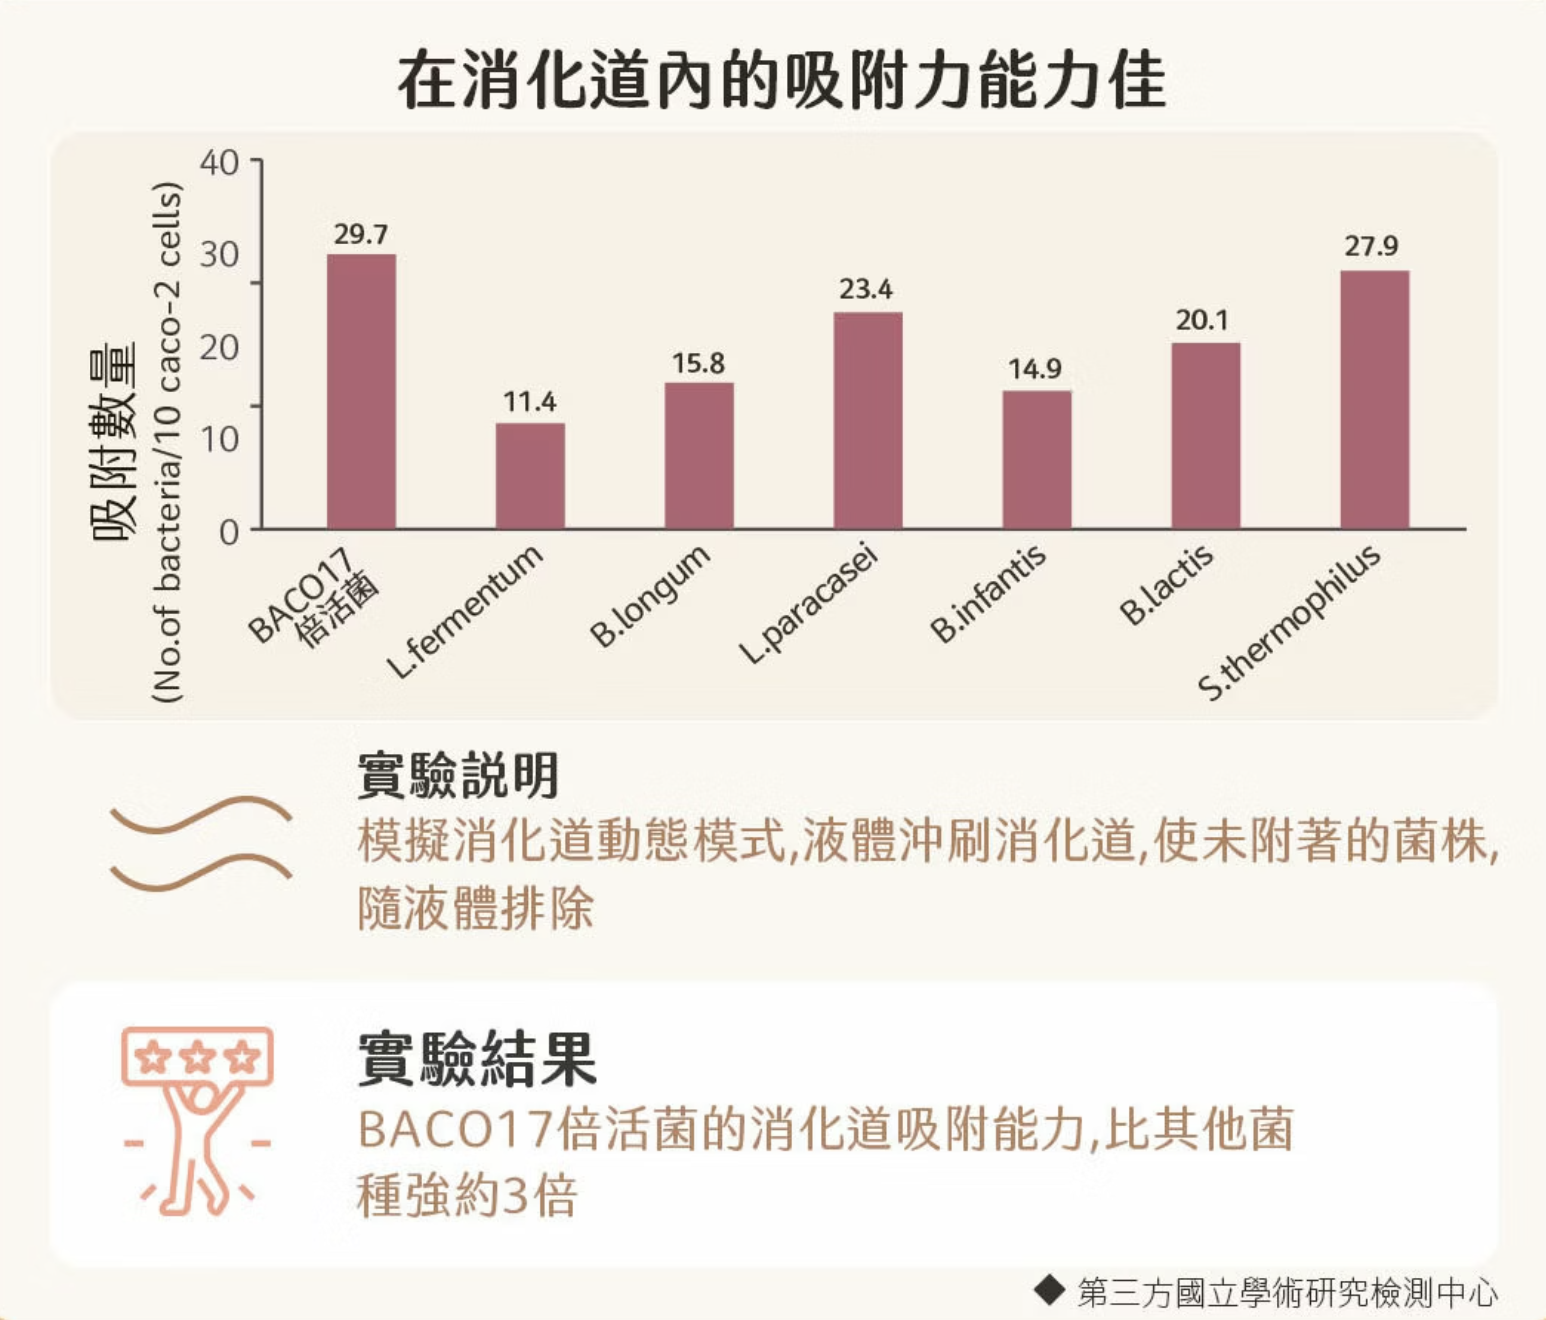 在消化道內的吸附力能力佳
吸附數量
(No.of bacteria/10 caco-2 cells)
40
30
20
10
0
29.7
11.4
15.8
23.4
14.9
20.1
27.9
BACO17
倍活菌
L.fermentum
B.longum
L.paracasei
B.infantis
B.lactis
S.thermophilus
實驗說明
模擬消化道動態模式,液體沖刷消化道,使未附著的菌株,
隨液體排除
實驗結果
BACO17倍活菌的消化道吸附能力,比其他菌
種強約3倍
◆ 第三方國立學術研究檢測中心